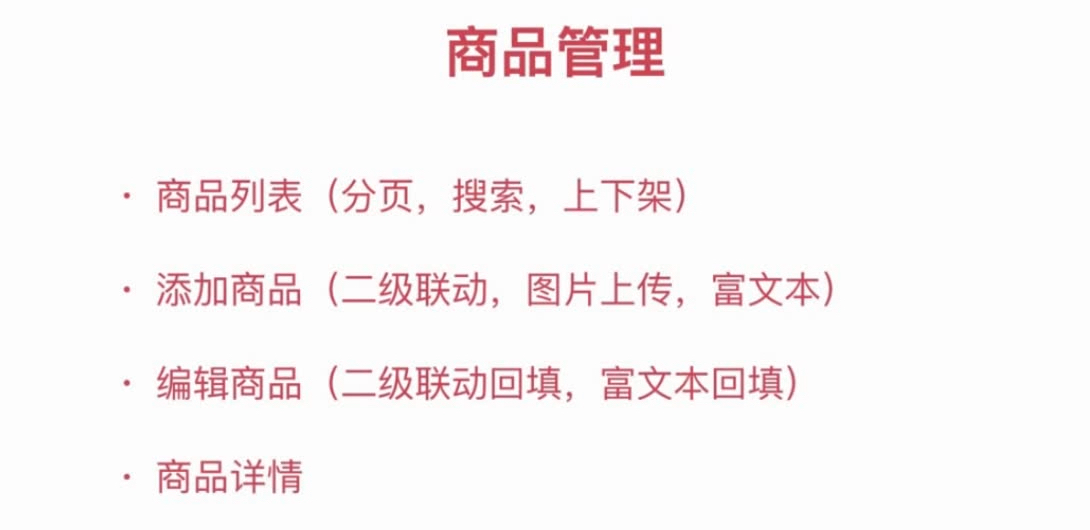 商品管理
· 商品列表（分页，搜索，上下架）
· 添加商品（二级联动，图片上传，富文本）
· 编辑商品（二级联动回填，富文本回填）
· 商品详情